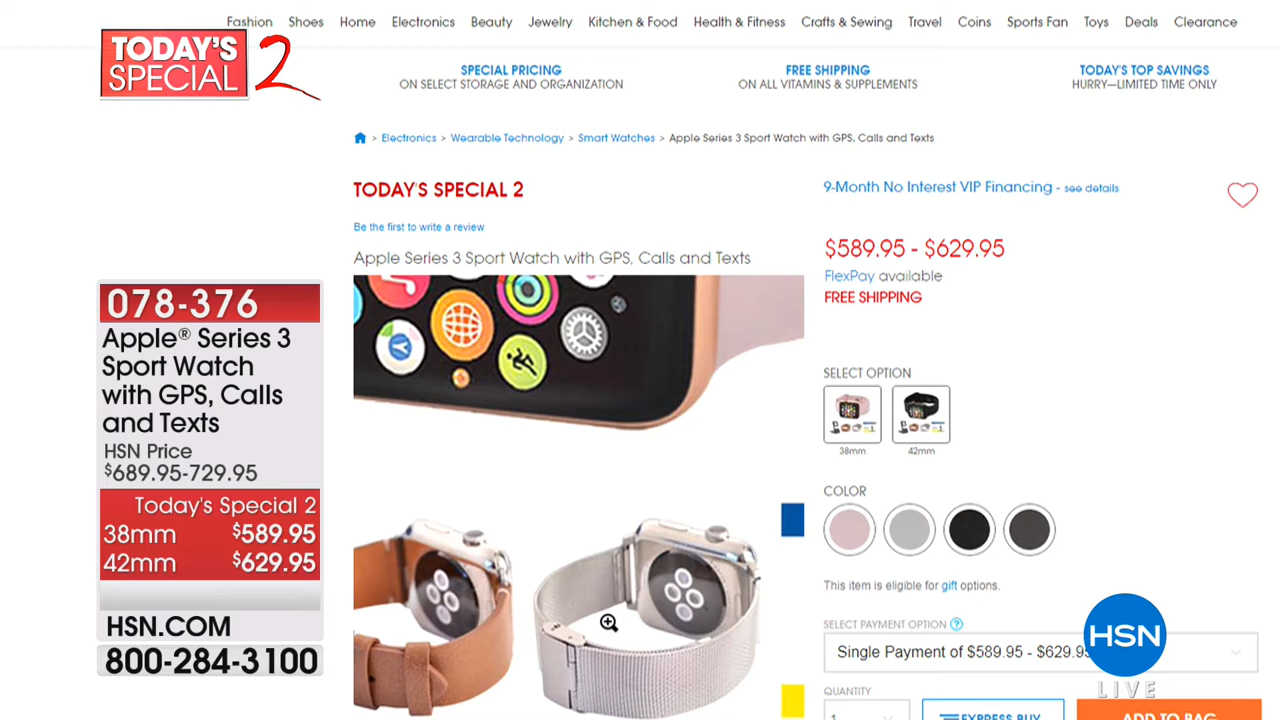 Fashion Shoes Home Electronics Beauty Jewelry Kitchen & Food Health & Fitness Crafts & Sewing Travel Coins Sports Fan Toys Deals Clearance
TODAY'S
SPECIAL 2
SPECIAL PRICING
ON SELECT STORAGE AND ORGANIZATION
FREE SHIPPING
ON ALL VITAMINS & SUPPLEMENTS
TODAY'S TOP SAVINGS
HURRY—LIMITED TIME ONLY
> Electronics > Wearable Technology > Smart Watches > Apple Series 3 Sport Watch with GPS, Calls and Texts
TODAY'S SPECIAL 2
Be the first to write a review
Apple Series 3 Sport Watch with GPS, Calls and Texts
9-Month No Interest VIP Financing - see details
$589.95 - $629.95
FlexPay available
FREE SHIPPING
SELECT OPTION
38mm 42mm
COLOR
This item is eligible for gift options.
SELECT PAYMENT OPTION ?
Single Payment of $589.95 - $629.95
QUANTITY
1
EXPRESS BUY
ADD TO BAG
078-376
Apple® Series 3
Sport Watch
with GPS, Calls
and Texts
HSN Price
$689.95-729.95
Today's Special 2
38mm $589.95
42mm $629.95
HSN.COM
800-284-3100
HSN
LIVE